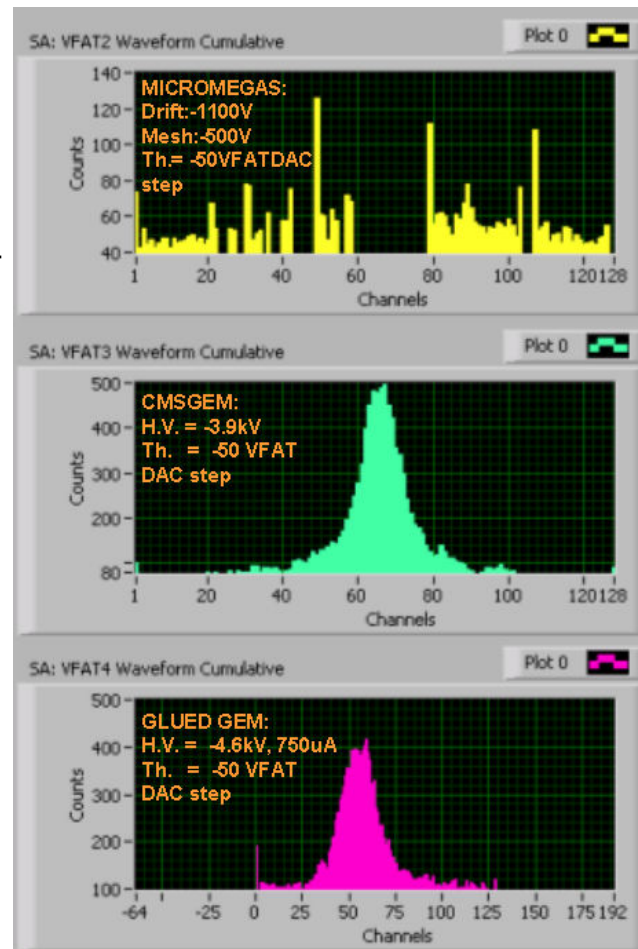 SA: VFAT2 Waveform Cumulative
Plot 0
140
120
100
80
60
40
Counts
MICROMEGAS:
Drift:-1100V
Mesh:-500V
Th.= -50VFATDAC
step
1 20 40 60 80 100 120128
Channels
SA: VFAT3 Waveform Cumulative
Plot 0
500
400
300
200
80
Counts
CMSGEM:
H.V. = -3.9kV
Th. = -50 VFAT
DAC step
1 20 40 60 80 100 120128
Channels
SA: VFAT4 Waveform Cumulative
Plot 0
500
400
300
200
100
Counts
GLUED GEM:
H.V. = -4.6kV, 750uA
Th. = -50 VFAT
DAC step
-64 -25 0 25 50 75 100 125 150 175 192
Channels